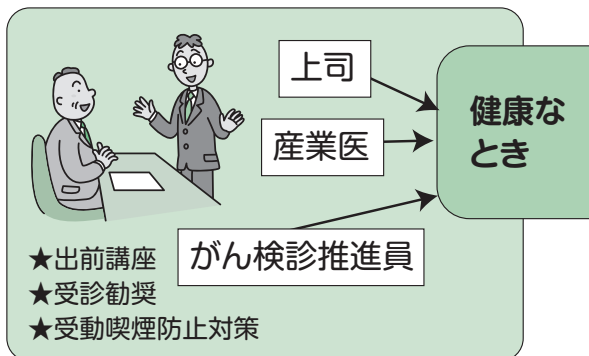 上司
産業医
がん検診推進員
健康な
とき
★出前講座
★受診勧奨
★受動喫煙防止対策